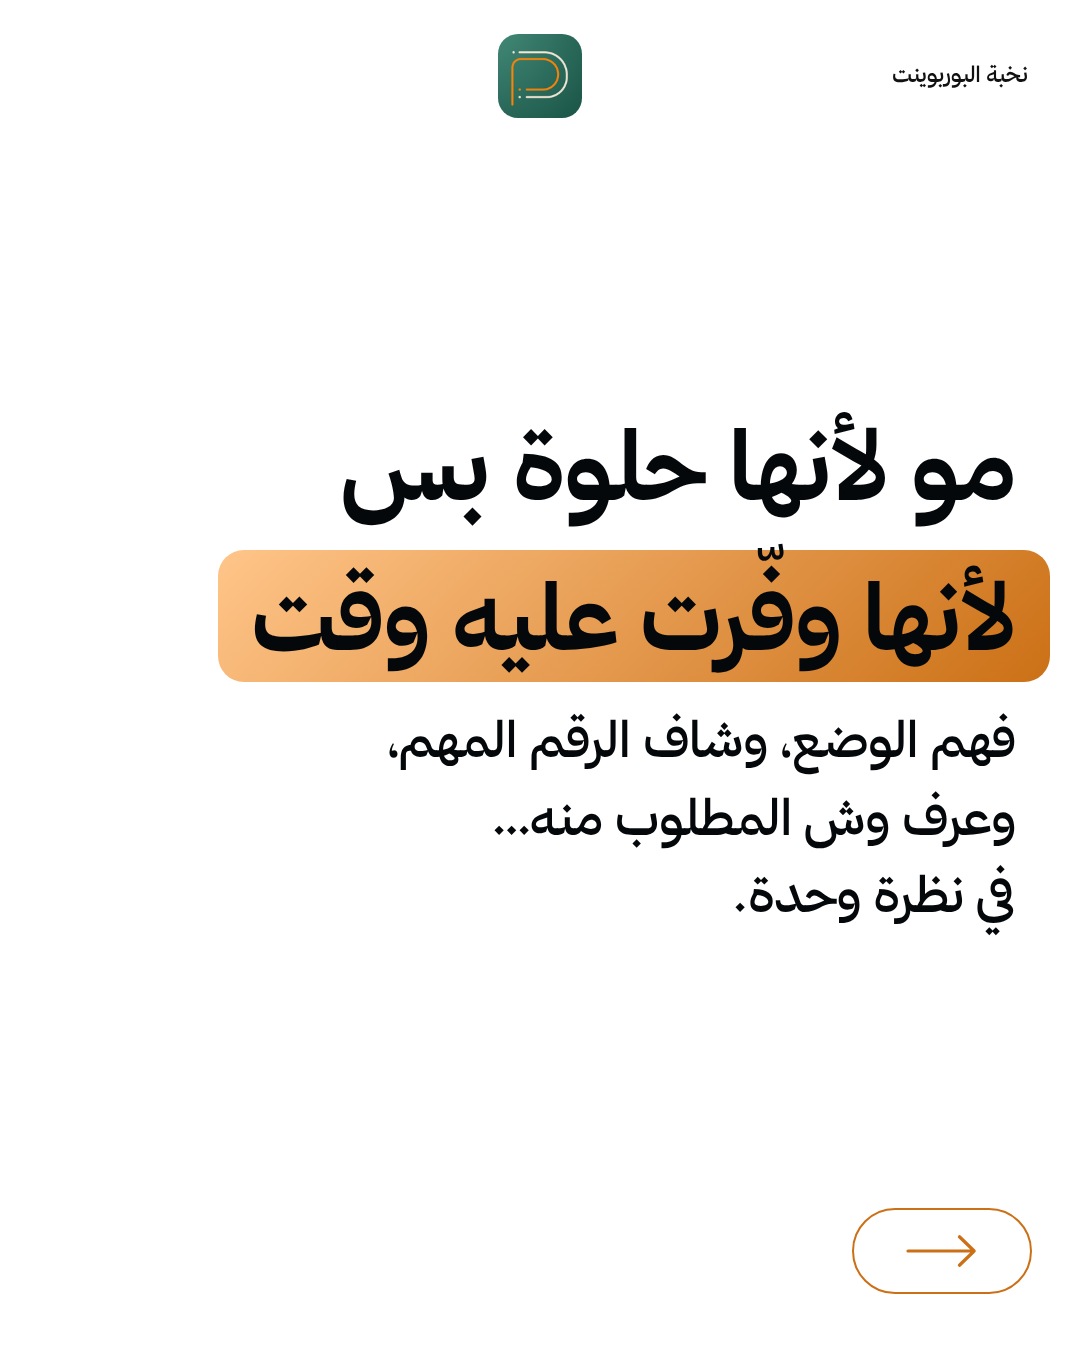 نخبة البوربوينت
مو لأنها حلوة بس
لأنها وفّرت عليه وقت
فهم الوضع، وشاف الرقم المهم،
وعرف وش المطلوب منه...
في نظرة وحدة.